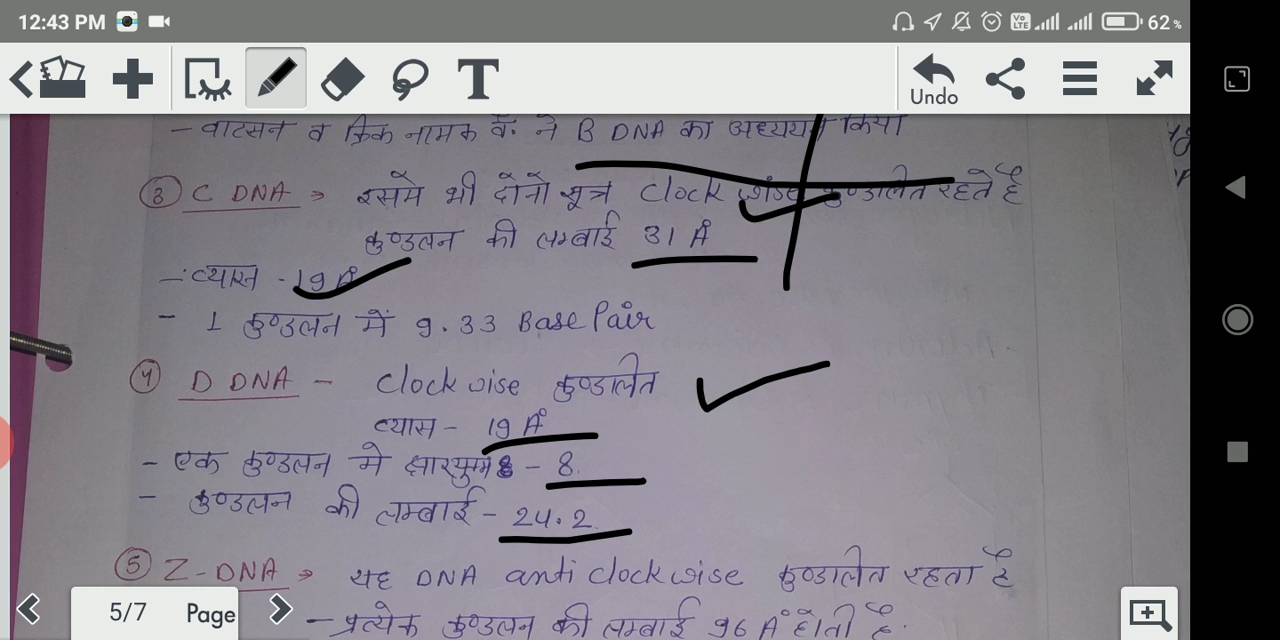 12:43 PM
Vo LTE
62%
T
Undo
- वाटसन व क्रिक नामक वै. ने B DNA का अध्ययन किया
③ C DNA ⇒ इसमे भी दोनो सूत्र Clock wise कुण्डलित रहते है
कुण्डलन की लम्बाई 31 Å
- व्यास - 19 Å
- 1 कुण्डलन में 9.33 Base Pair
④ D DNA - Clock wise कुण्डलित
व्यास - 19 Å
- एक कुण्डलन मे क्षारयुग्म - 8.
- कुण्डलन की लम्बाई - 24.2
⑤ Z-DNA → यह DNA anti Clock wise कुण्डलित रहता है
- प्रत्येक कुण्डलन की लम्बाई 96 Å होती है.
5/7 Page